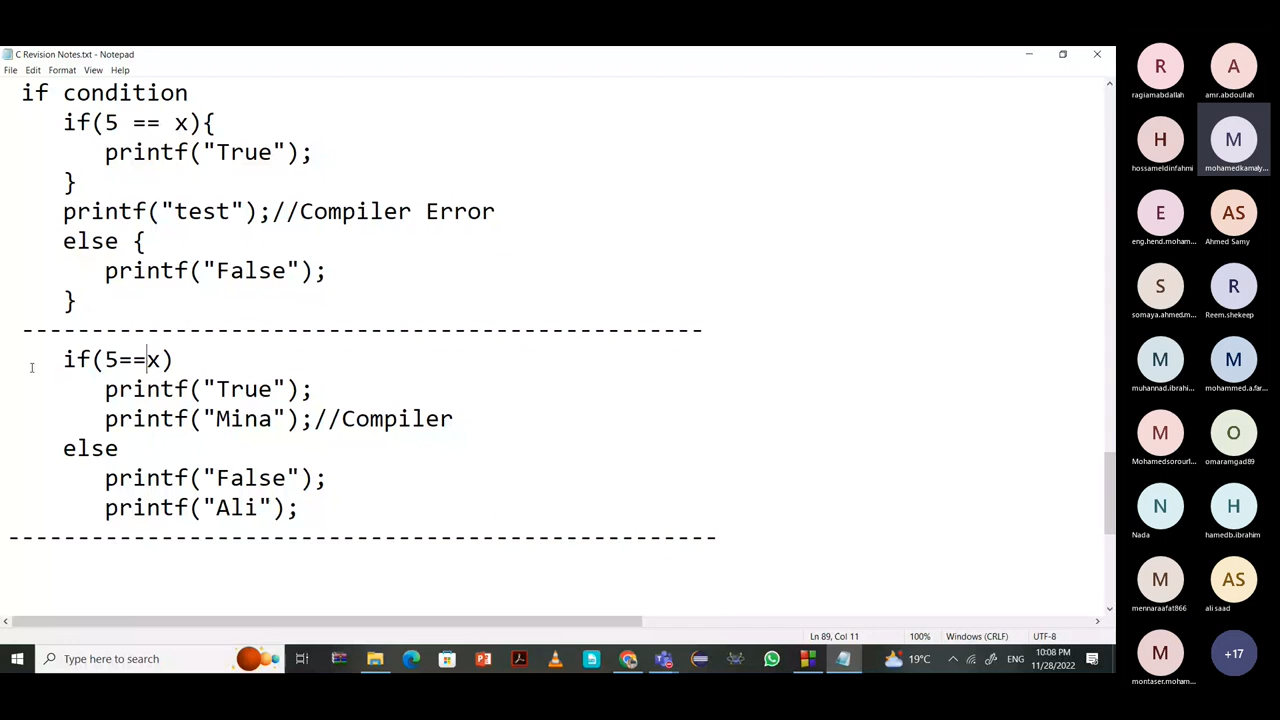 C Revision Notes.txt - Notepad
File Edit Format View Help
if condition
if(5 == x){
printf("True");
}
printf("test");//Compiler Error
else {
printf("False");
}
-------------------------------------------------
if(5==x)
printf("True");
printf("Mina");//Compiler
else
printf("False");
printf("Ali");
---------------------------------------------------
Ln 89, Col 11 100% Windows (CRLF) UTF-8
Type here to search
19°C ENG 10:08 PM
11/28/2022
R A
ragiamabdallah amr.abdoullah
H M
hossameldinfahmi mohamedkamaly...
E AS
eng.hend.moham... Ahmed Samy
S R
somaya.ahmed.m... Reem.shekeep
M M
muhannad.ibrahi... mohammed.a.far...
M O
Mohamedsorourl... omaramgad89
N H
Nada hamedb.ibrahim
M AS
mennaraafat866 ali saad
M +17
montaser.moham...